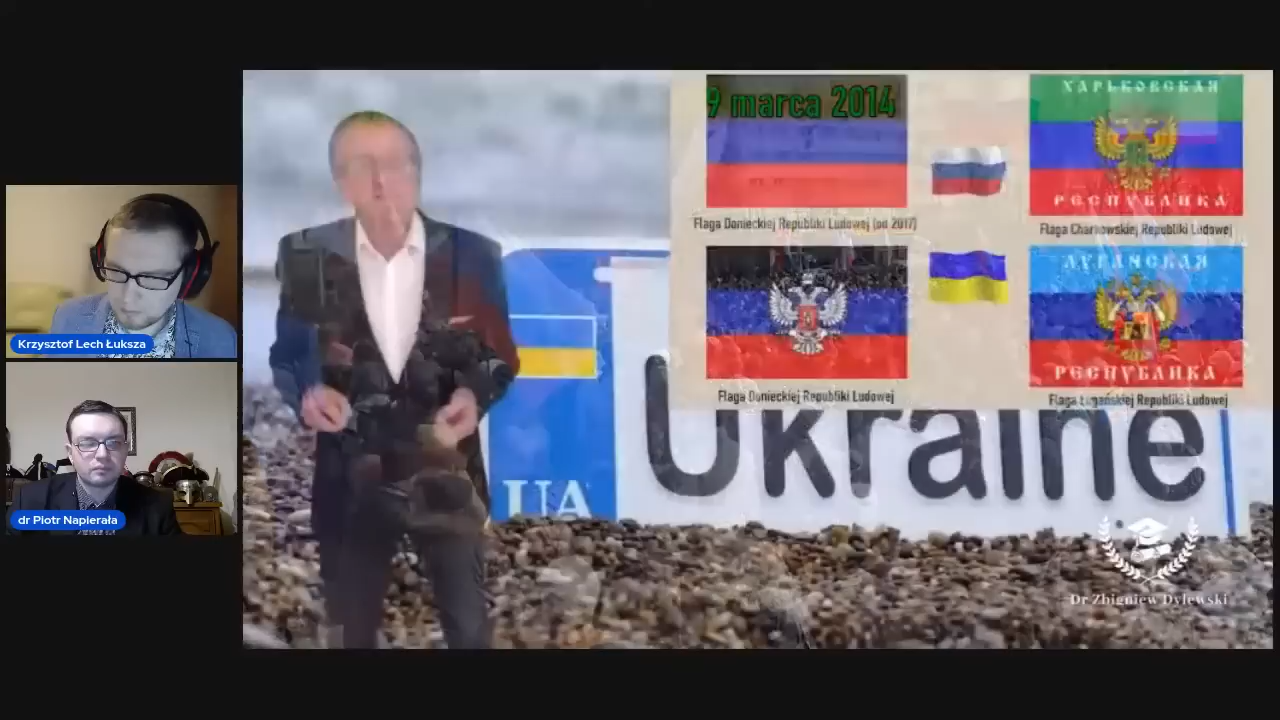 Krzysztof Lech Łuksza
dr Piotr Napierała
9 marca 2014
Flaga Donieckiej Republiki Ludowej (od 2017)
ХАРЬКОВСКАЯ
РЕСПУБЛИКА
Flaga Charkowskiej Republiki Ludowej
Flaga Donieckiej Republiki Ludowej
ЛУГАНСКАЯ
РЕСПУБЛИКА
Flaga Ługańskiej Republiki Ludowej
UA
Ukraine
Dr Zbigniew Dylewski